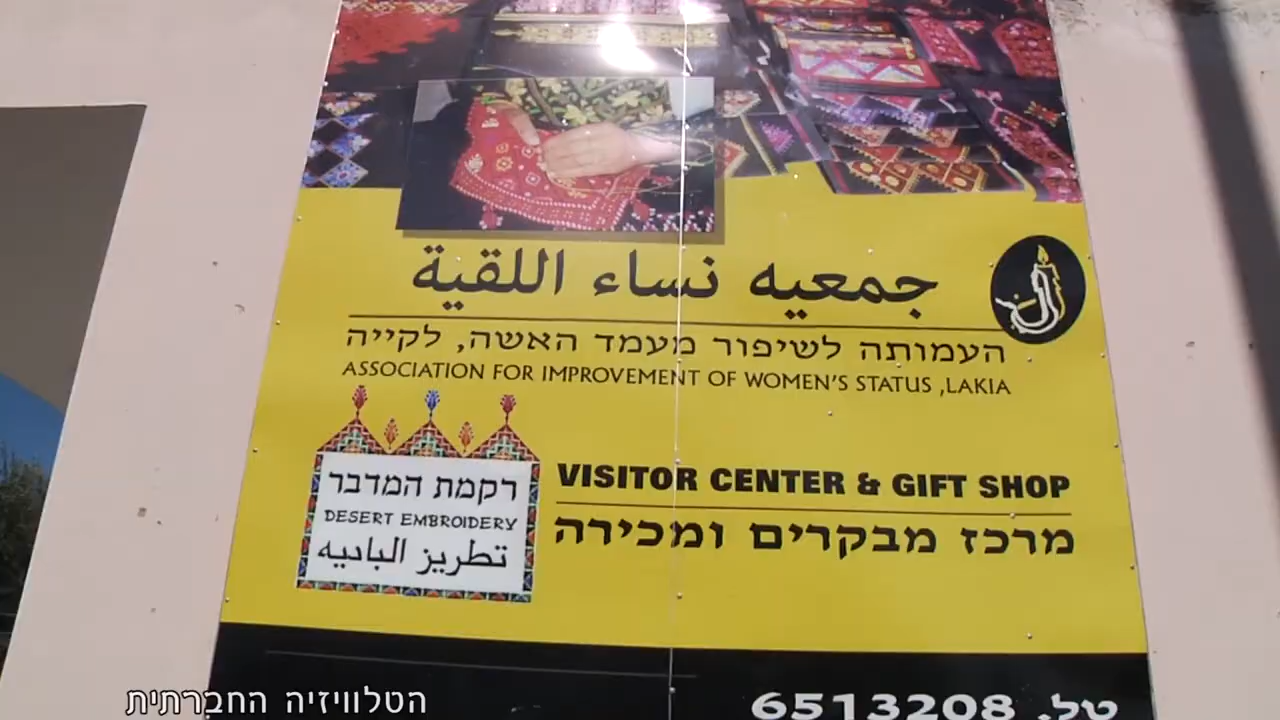 جمعيه نساء اللقية
העמותה לשיפור מעמד האשה, לקייה
ASSOCIATION FOR IMPROVEMENT OF WOMEN'S STATUS ,LAKIA
רקמת המדבר
DESERT EMBROIDERY
تطريز الباديه
VISITOR CENTER & GIFT SHOP
מרכז מבקרים ומכירה
טל. 6513208
הטלוויזיה החברתית